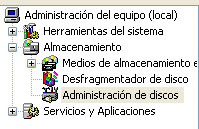 Administración del equipo (local)
Herramientas del sistema
Almacenamiento
Medios de almacenamiento e
Desfragmentador de disco
Administración de discos
Servicios y Aplicaciones